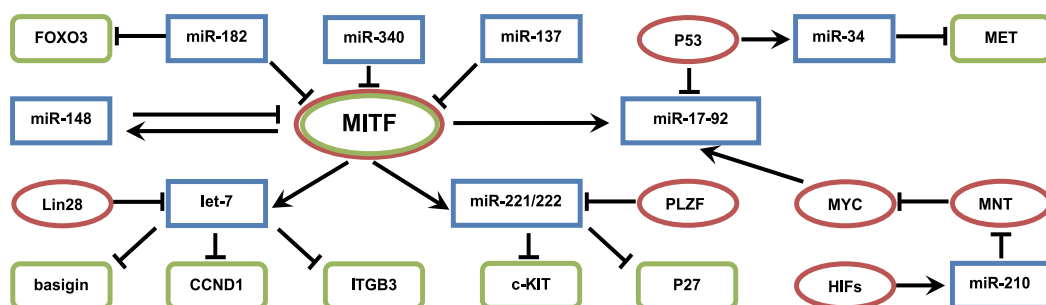 FOXO3
miR-182
miR-340
miR-137
P53
miR-34
MET
miR-148
MITF
miR-17-92
Lin28
let-7
miR-221/222
PLZF
MYC
MNT
basigin
CCND1
ITGB3
c-KIT
P27
HIFs
miR-210